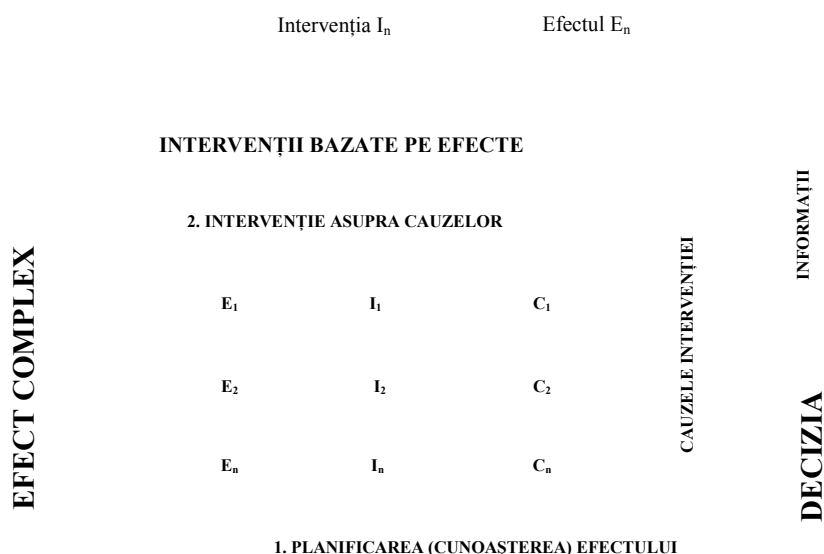 Intervenția Iₙ Efectul Eₙ
INTERVENȚII BAZATE PE EFECTE
2. INTERVENȚIE ASUPRA CAUZELOR
EFECT COMPLEX
E₁ I₁ C₁
E₂ I₂ C₂
Eₙ Iₙ Cₙ
CAUZELE INTERVENȚIEI
INFORMAȚII
DECIZIA
1. PLANIFICAREA (CUNOAȘTEREA) EFECTULUI